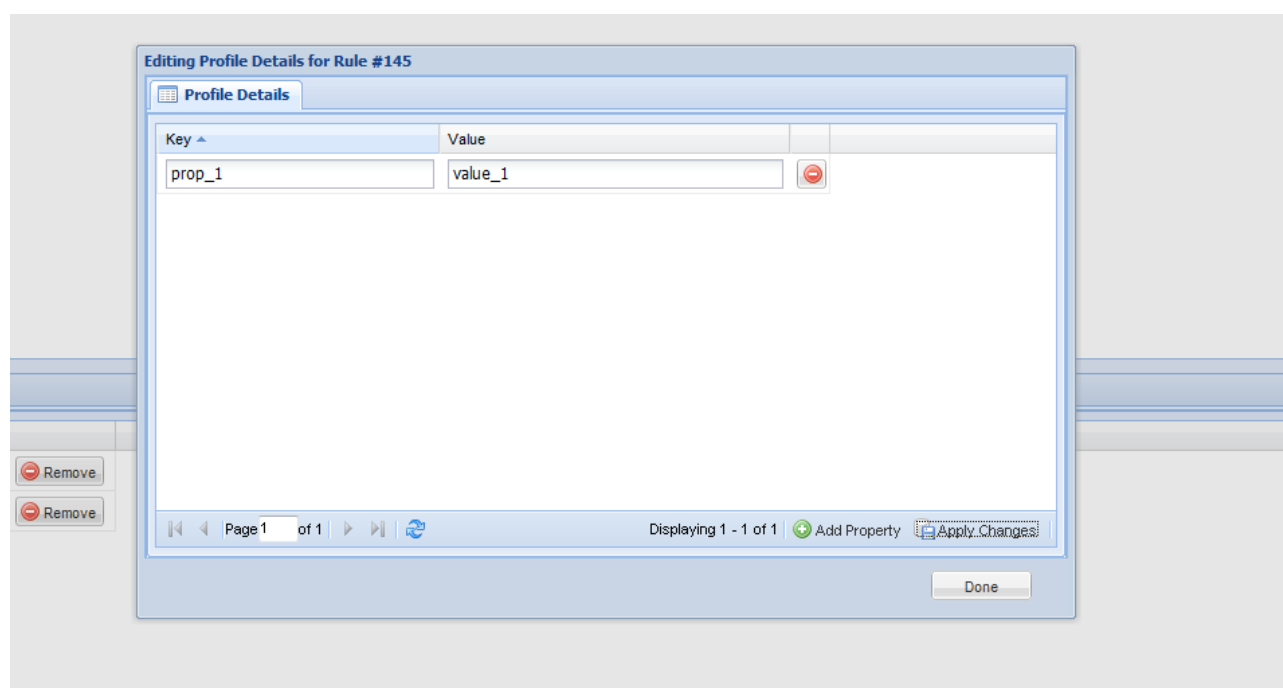 Editing Profile Details for Rule #145
Profile Details
Key Value
prop_1 value_1
Remove
Remove
Page 1 of 1 Displaying 1 - 1 of 1 Add Property Apply Changes
Done